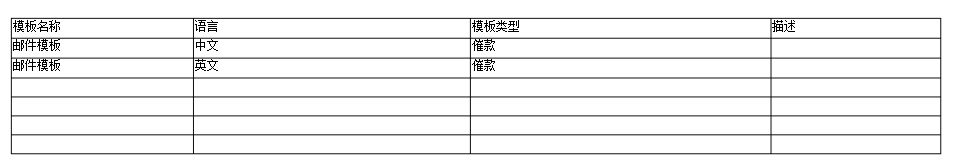 模板名称 语言 模板类型 描述
邮件模板 中文 催款
邮件模板 英文 催款